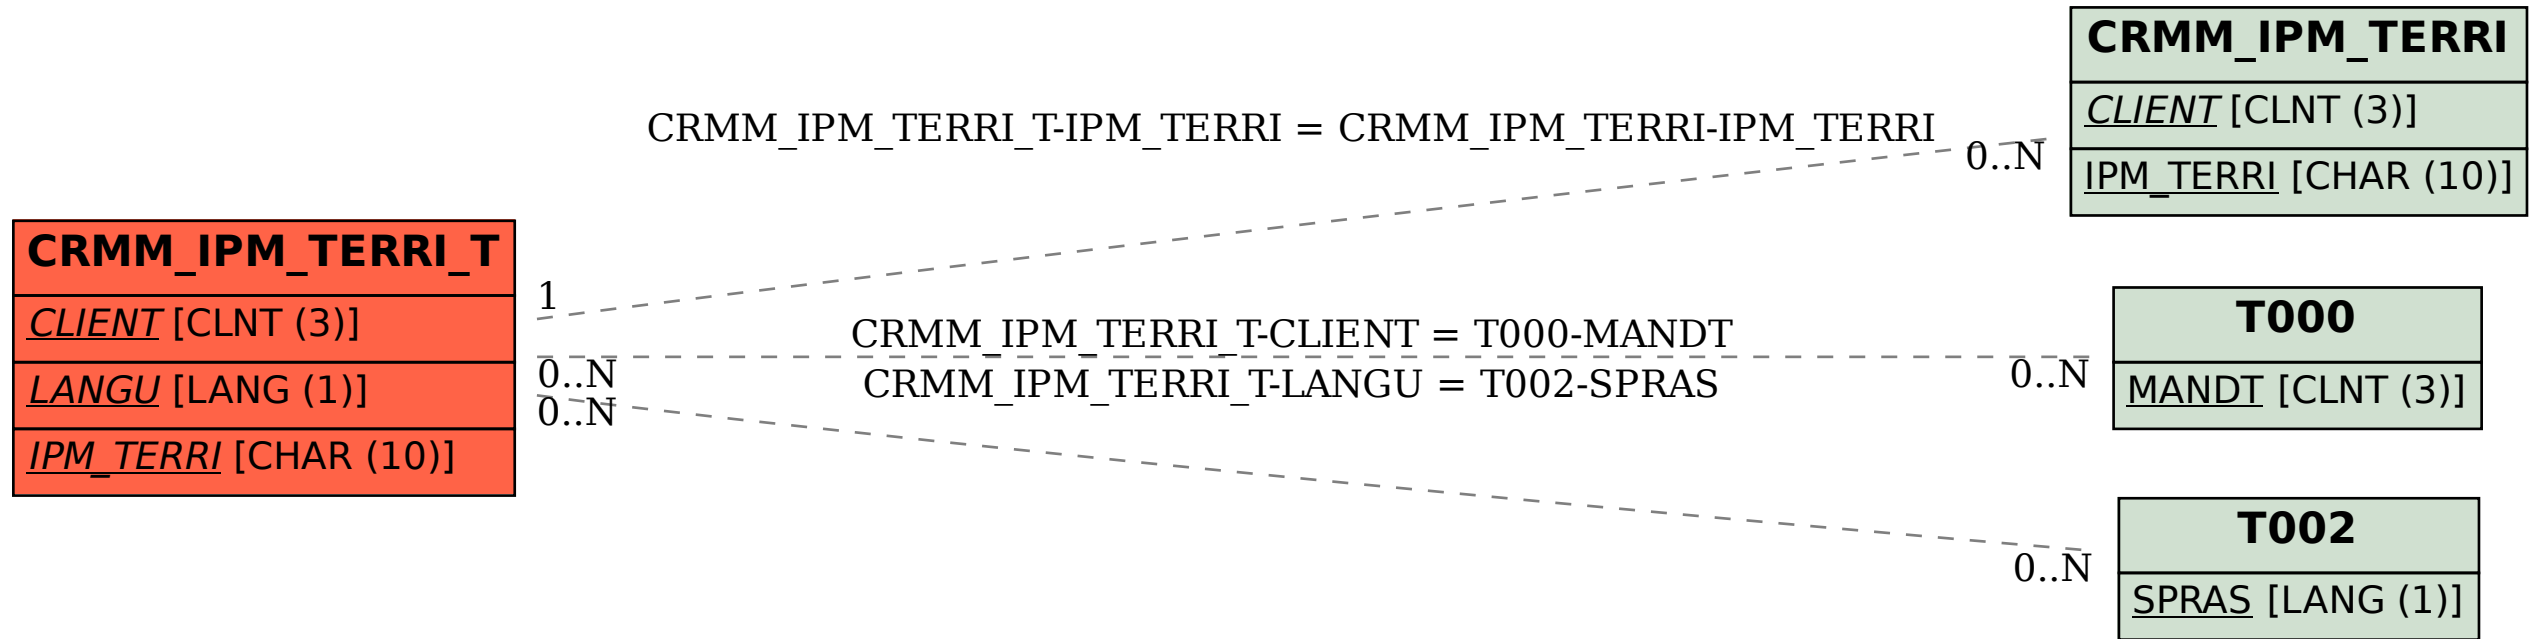 CRMM_IPM_TERRI_T
CLIENT [CLNT (3)]
LANGU [LANG (1)]
IPM_TERRI [CHAR (10)]
CRMM_IPM_TERRI_T-IPM_TERRI = CRMM_IPM_TERRI-IPM_TERRI
1
0..N
CRMM_IPM_TERRI_T-CLIENT = T000-MANDT
0..N
0..N
CRMM_IPM_TERRI_T-LANGU = T002-SPRAS
0..N
0..N
CRMM_IPM_TERRI
CLIENT [CLNT (3)]
IPM_TERRI [CHAR (10)]
T000
MANDT [CLNT (3)]
T002
SPRAS [LANG (1)]